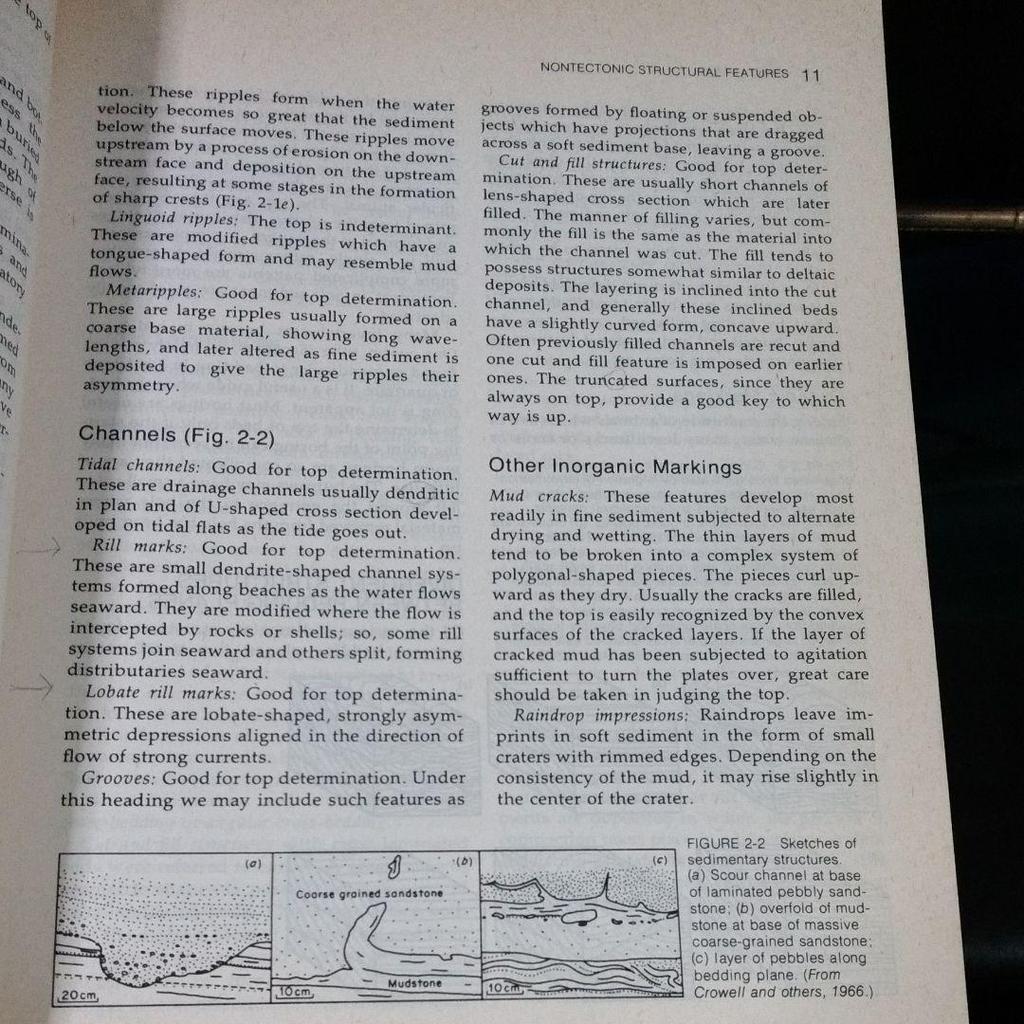 NONTECTONIC STRUCTURAL FEATURES 11
tion. These ripples form when the water
velocity becomes so great that the sediment
below the surface moves. These ripples move
upstream by a process of erosion on the down-
stream face and deposition on the upstream
face, resulting at some stages in the formation
of sharp crests (Fig. 2-1e).
Linguoid ripples: The top is indeterminant.
These are modified ripples which have a
tongue-shaped form and may resemble mud
flows.
Metaripples: Good for top determination.
These are large ripples usually formed on a
coarse base material, showing long wave-
lengths, and later altered as fine sediment is
deposited to give the large ripples their
asymmetry.
Channels (Fig. 2-2)
Tidal channels: Good for top determination.
These are drainage channels usually dendritic
in plan and of U-shaped cross section devel-
oped on tidal flats as the tide goes out.
Rill marks: Good for top determination.
These are small dendrite-shaped channel sys-
tems formed along beaches as the water flows
seaward. They are modified where the flow is
intercepted by rocks or shells; so, some rill
systems join seaward and others split, forming
distributaries seaward.
Lobate rill marks: Good for top determina-
tion. These are lobate-shaped, strongly asym-
metric depressions aligned in the direction of
flow of strong currents.
Grooves: Good for top determination. Under
this heading we may include such features as
grooves formed by floating or suspended ob-
jects which have projections that are dragged
across a soft sediment base, leaving a groove.
Cut and fill structures: Good for top deter-
mination. These are usually short channels of
lens-shaped cross section which are later
filled. The manner of filling varies, but com-
monly the fill is the same as the material into
which the channel was cut. The fill tends to
possess structures somewhat similar to deltaic
deposits. The layering is inclined into the cut
channel, and generally these inclined beds
have a slightly curved form, concave upward.
Often previously filled channels are recut and
one cut and fill feature is imposed on earlier
ones. The truncated surfaces, since they are
always on top, provide a good key to which
way is up.
Other Inorganic Markings
Mud cracks: These features develop most
readily in fine sediment subjected to alternate
drying and wetting. The thin layers of mud
tend to be broken into a complex system of
polygonal-shaped pieces. The pieces curl up-
ward as they dry. Usually the cracks are filled,
and the top is easily recognized by the convex
surfaces of the cracked layers. If the layer of
cracked mud has been subjected to agitation
sufficient to turn the plates over, great care
should be taken in judging the top.
Raindrop impressions: Raindrops leave im-
prints in soft sediment in the form of small
craters with rimmed edges. Depending on the
consistency of the mud, it may rise slightly in
the center of the crater.
(a)
20cm
(b)
Coarse grained sandstone
Mudstone
10cm
(c)
10cm
FIGURE 2-2 Sketches of
sedimentary structures.
(a) Scour channel at base
of laminated pebbly sand-
stone; (b) overfold of mud-
stone at base of massive
coarse-grained sandstone;
(c) layer of pebbles along
bedding plane. (From
Crowell and others, 1966.)